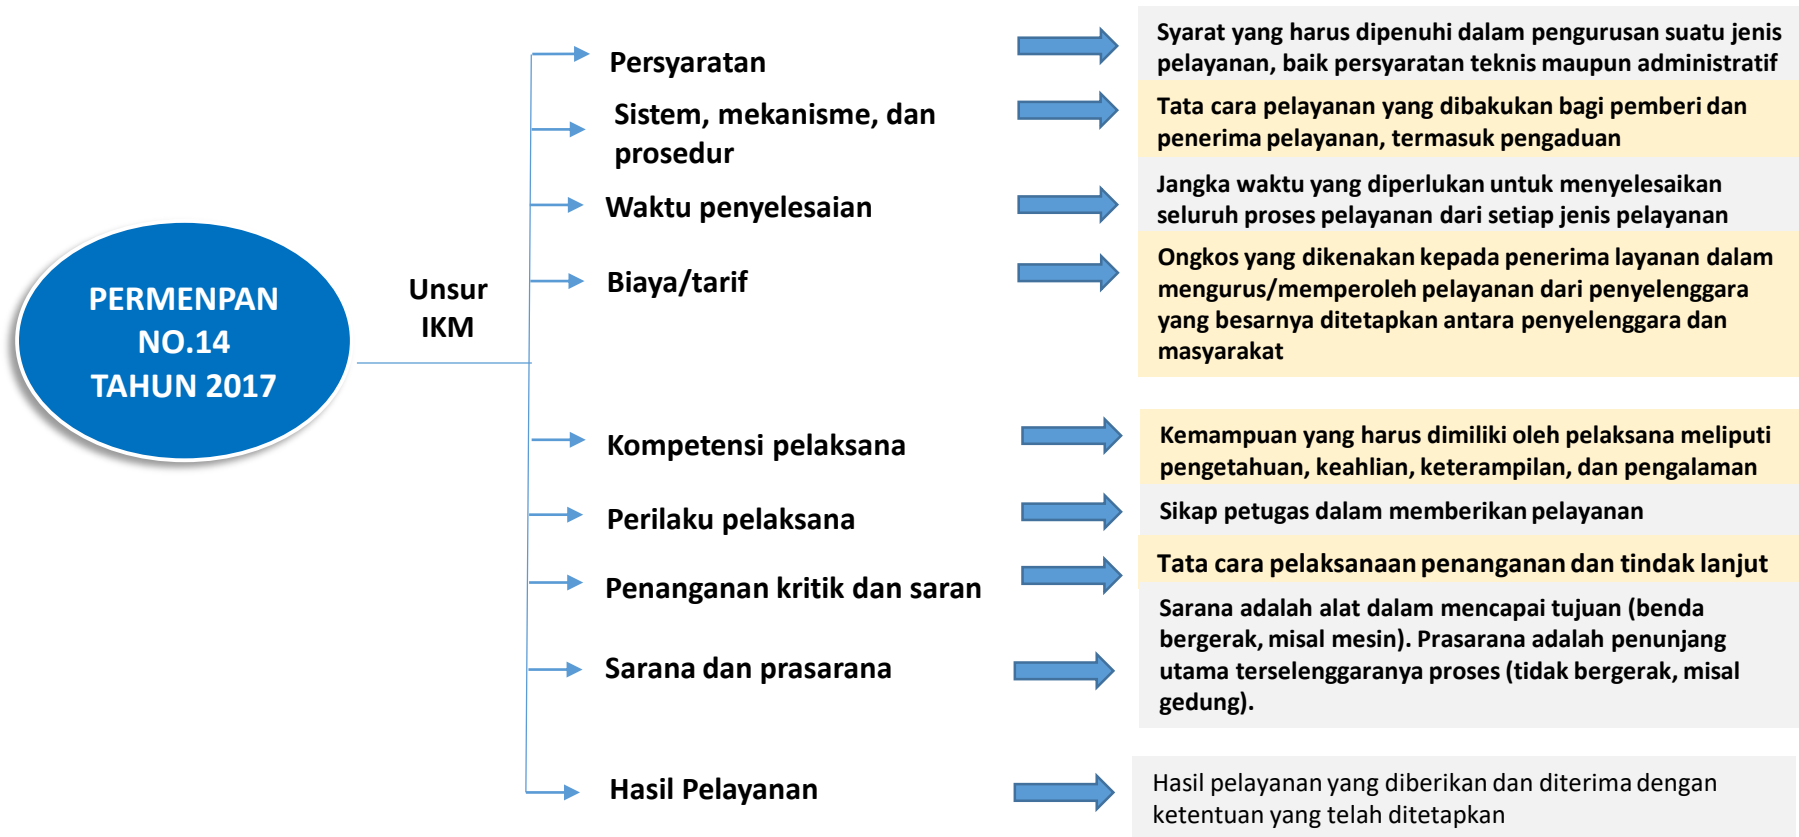 PERMENPAN
NO.14
TAHUN 2017
Unsur
IKM
Persyaratan
Syarat yang harus dipenuhi dalam pengurusan suatu jenis
pelayanan, baik persyaratan teknis maupun administratif
Sistem, mekanisme, dan
prosedur
Tata cara pelayanan yang dibakukan bagi pemberi dan
penerima pelayanan, termasuk pengaduan
Waktu penyelesaian
Jangka waktu yang diperlukan untuk menyelesaikan
seluruh proses pelayanan dari setiap jenis pelayanan
Biaya/tarif
Ongkos yang dikenakan kepada penerima layanan dalam
mengurus/memperoleh pelayanan dari penyelenggara
yang besarnya ditetapkan antara penyelenggara dan
masyarakat
Kompetensi pelaksana
Kemampuan yang harus dimiliki oleh pelaksana meliputi
pengetahuan, keahlian, keterampilan, dan pengalaman
Perilaku pelaksana
Sikap petugas dalam memberikan pelayanan
Penanganan kritik dan saran
Tata cara pelaksanaan penanganan dan tindak lanjut
Sarana dan prasarana
Sarana adalah alat dalam mencapai tujuan (benda
bergerak, misal mesin). Prasarana adalah penunjang
utama terselenggaranya proses (tidak bergerak, misal
gedung).
Hasil Pelayanan
Hasil pelayanan yang diberikan dan diterima dengan
ketentuan yang telah ditetapkan